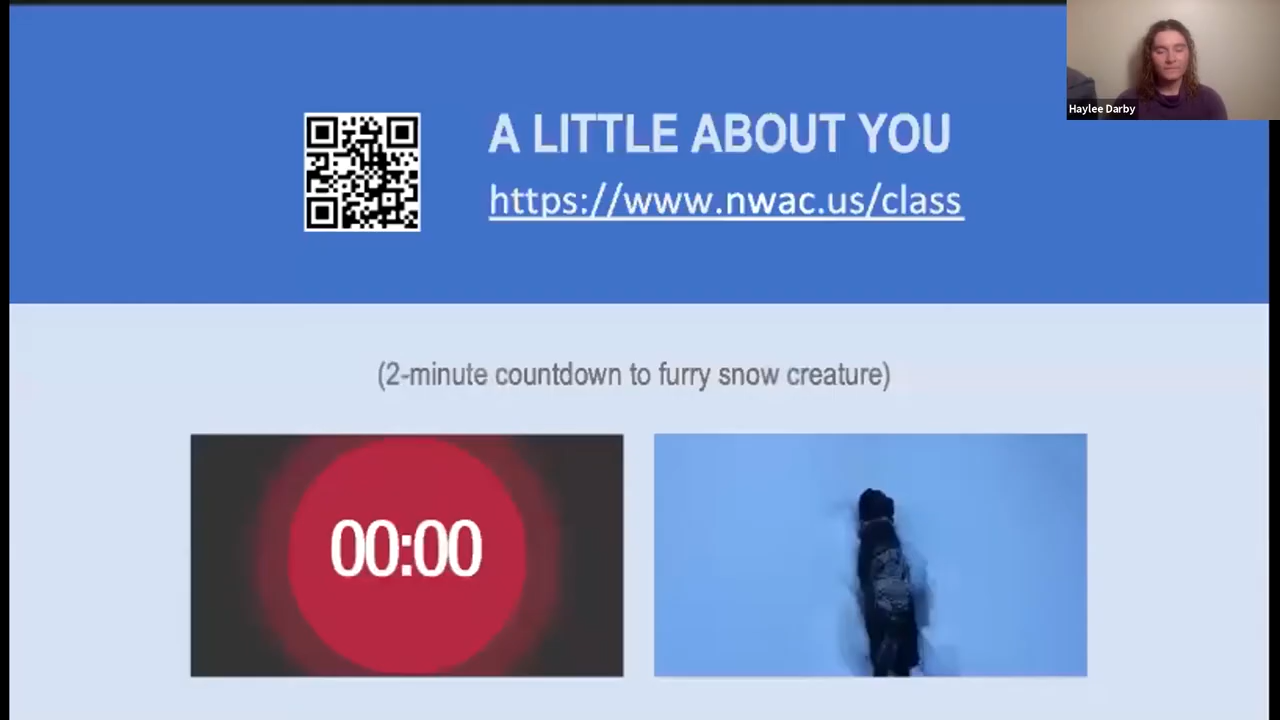 A LITTLE ABOUT YOU
https://www.nwac.us/class
Haylee Darby
(2-minute countdown to furry snow creature)
00:00